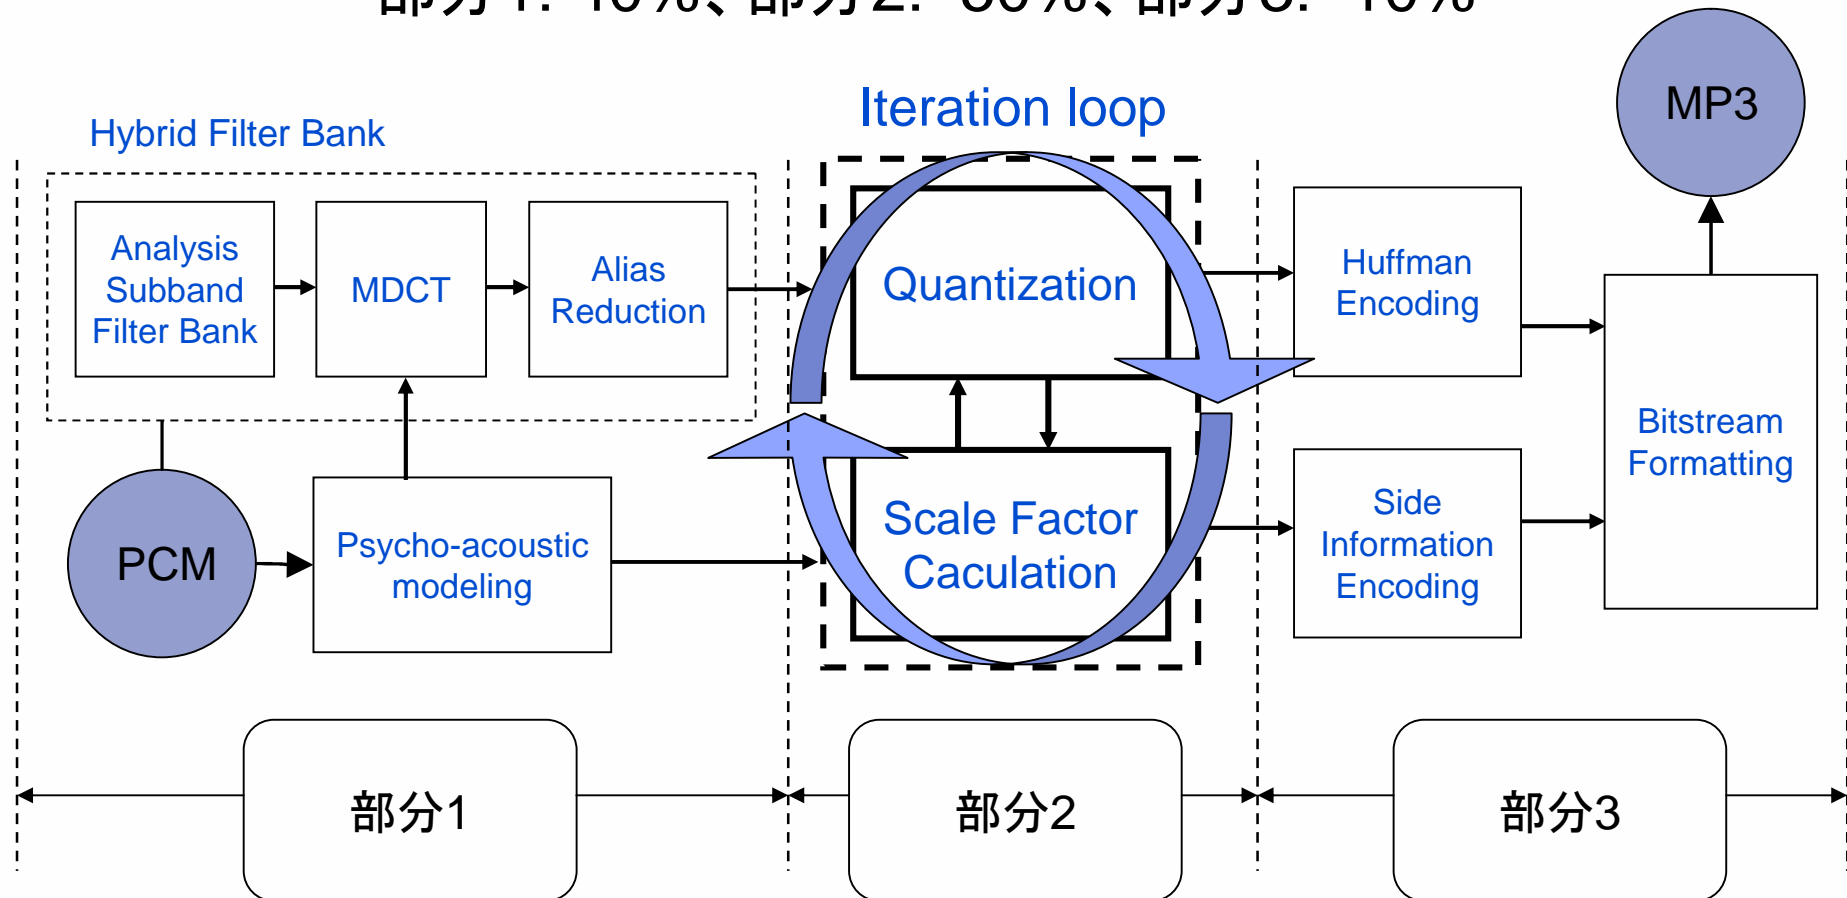 Iteration loop
MP3
Hybrid Filter Bank
Analysis
Subband
Filter Bank
MDCT
Alias
Reduction
Quantization
Huffman
Encoding
Bitstream
Formatting
PCM
Psycho-acoustic
modeling
Scale Factor
Caculation
Side
Information
Encoding
部分1
部分2
部分3